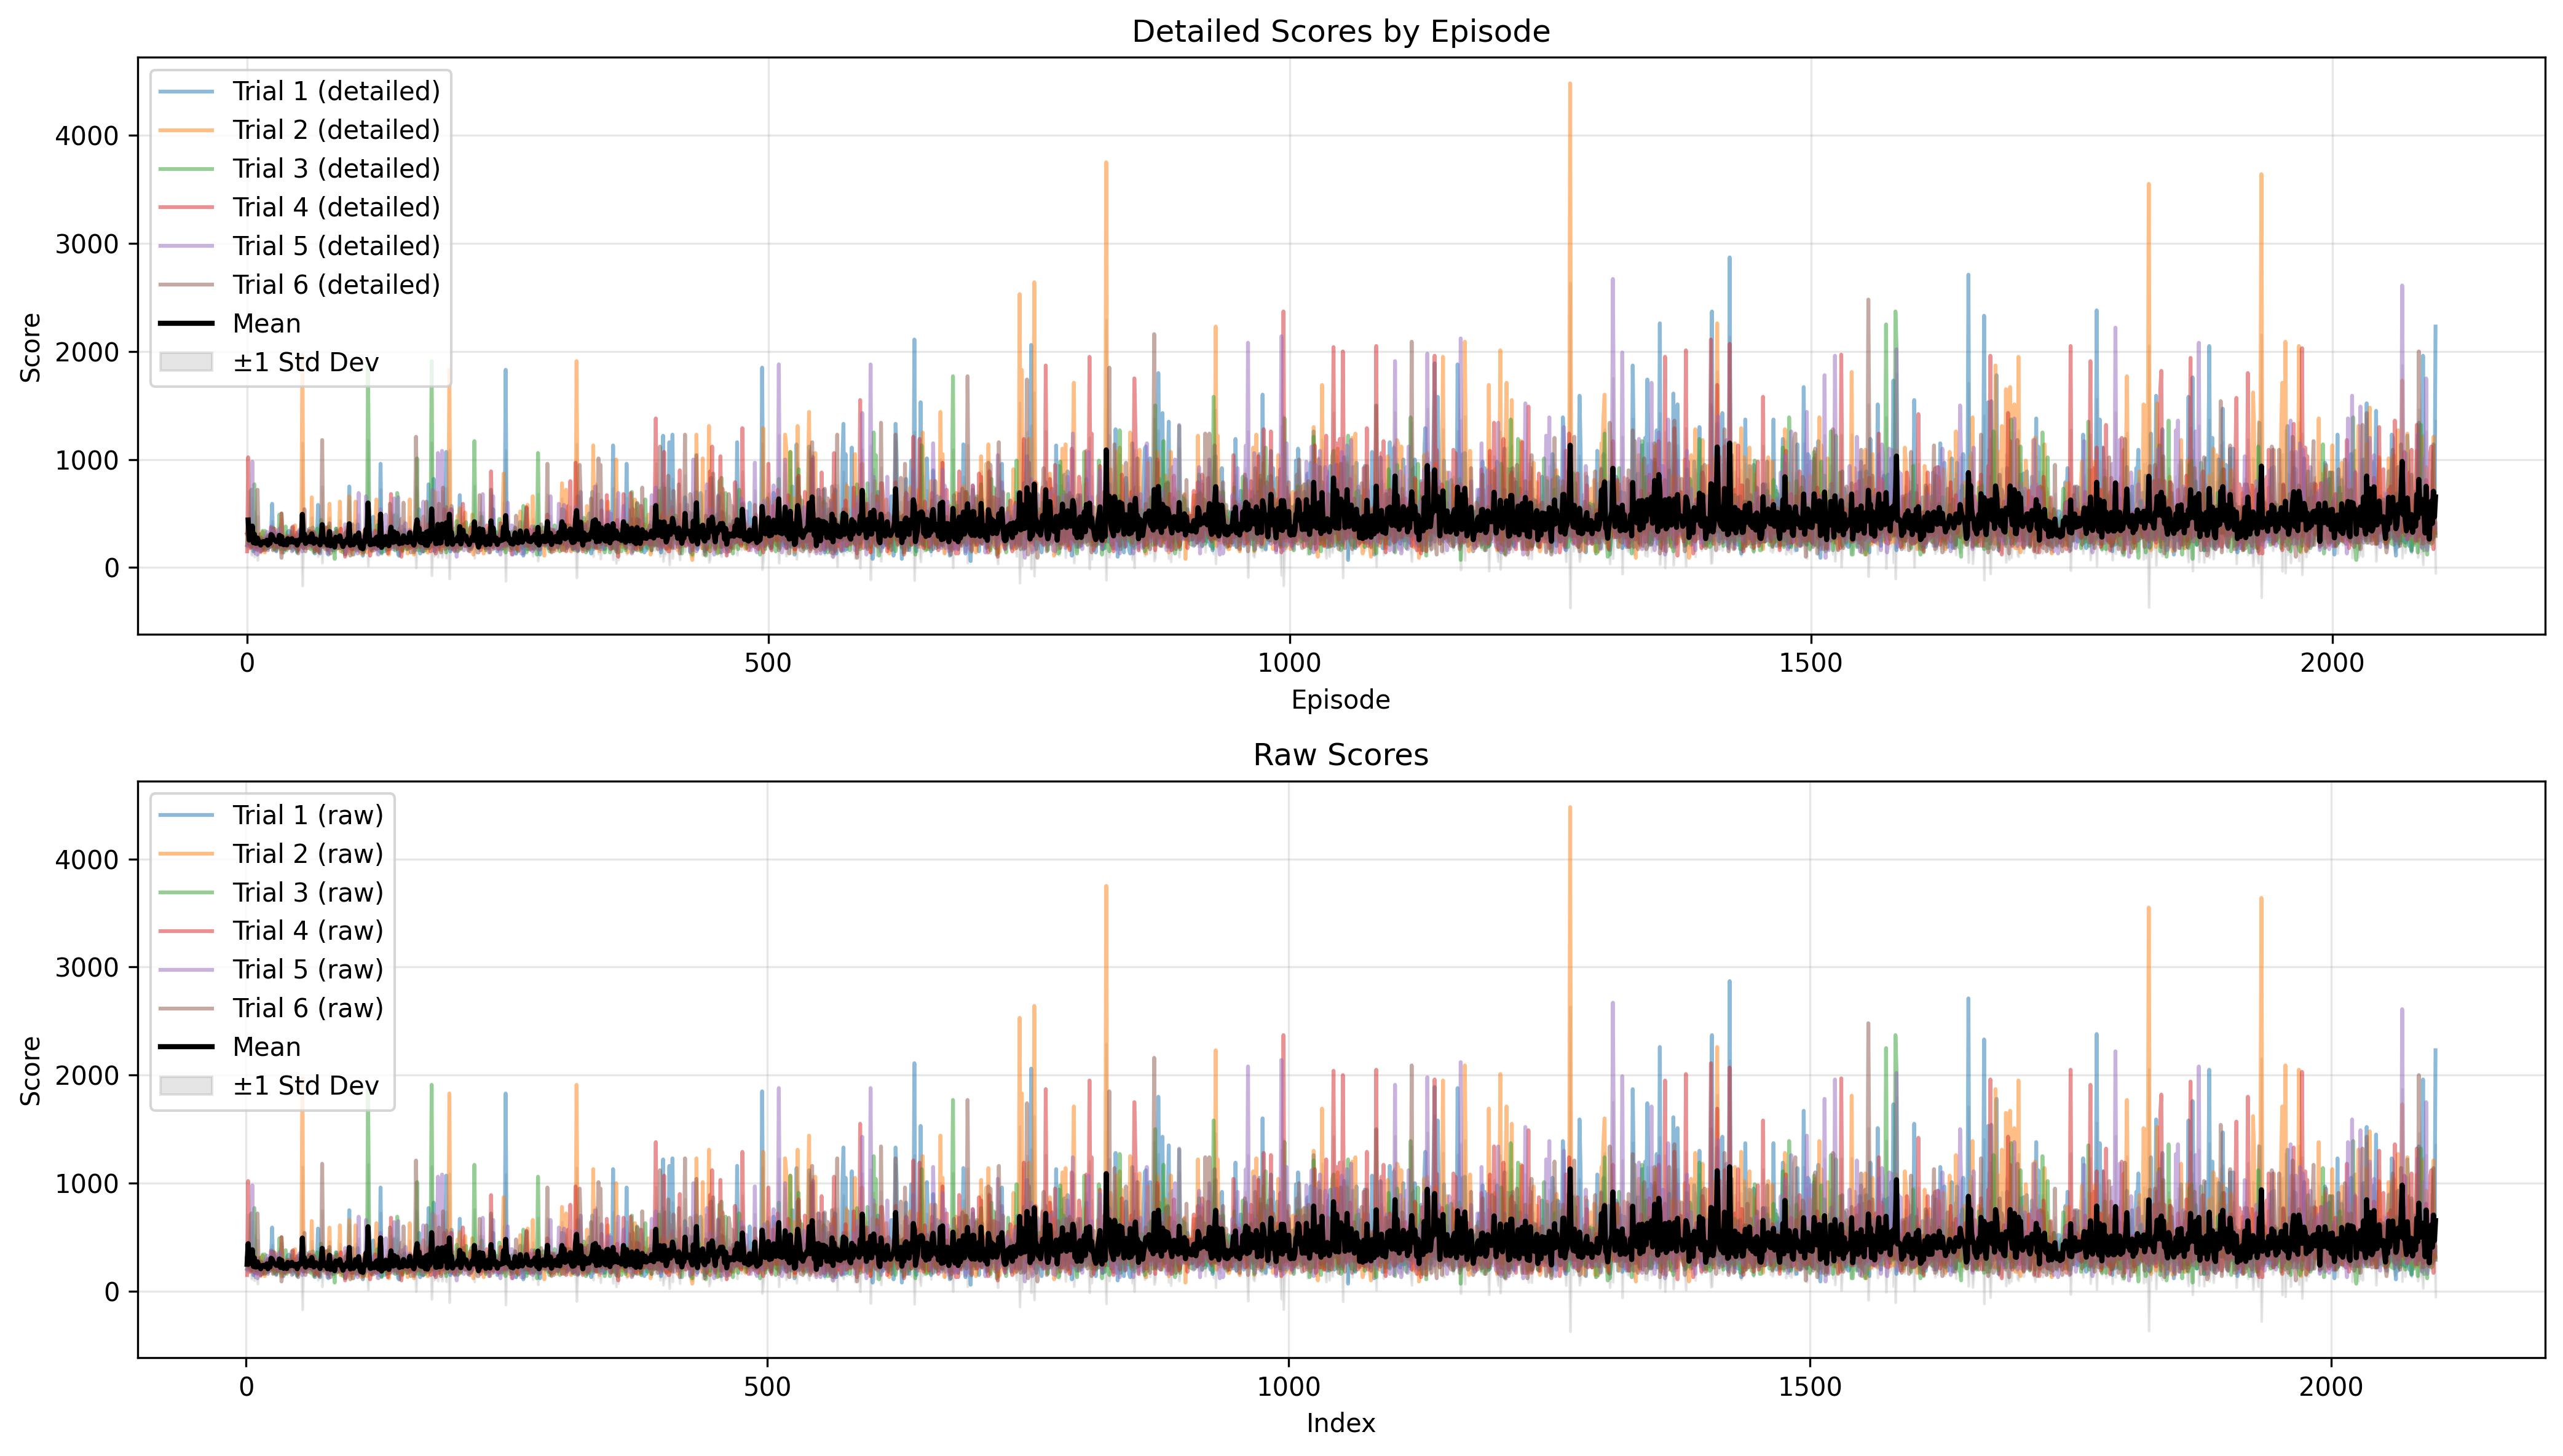 Detailed Scores by Episode
Trial 1 (detailed)
Trial 2 (detailed)
Trial 3 (detailed)
Trial 4 (detailed)
Trial 5 (detailed)
Trial 6 (detailed)
Mean
±1 Std Dev
Score
4000
3000
2000
1000
0
0
500
1000
1500
2000
Episode
Raw Scores
Trial 1 (raw)
Trial 2 (raw)
Trial 3 (raw)
Trial 4 (raw)
Trial 5 (raw)
Trial 6 (raw)
Mean
±1 Std Dev
Score
4000
3000
2000
1000
0
0
500
1000
1500
2000
Index